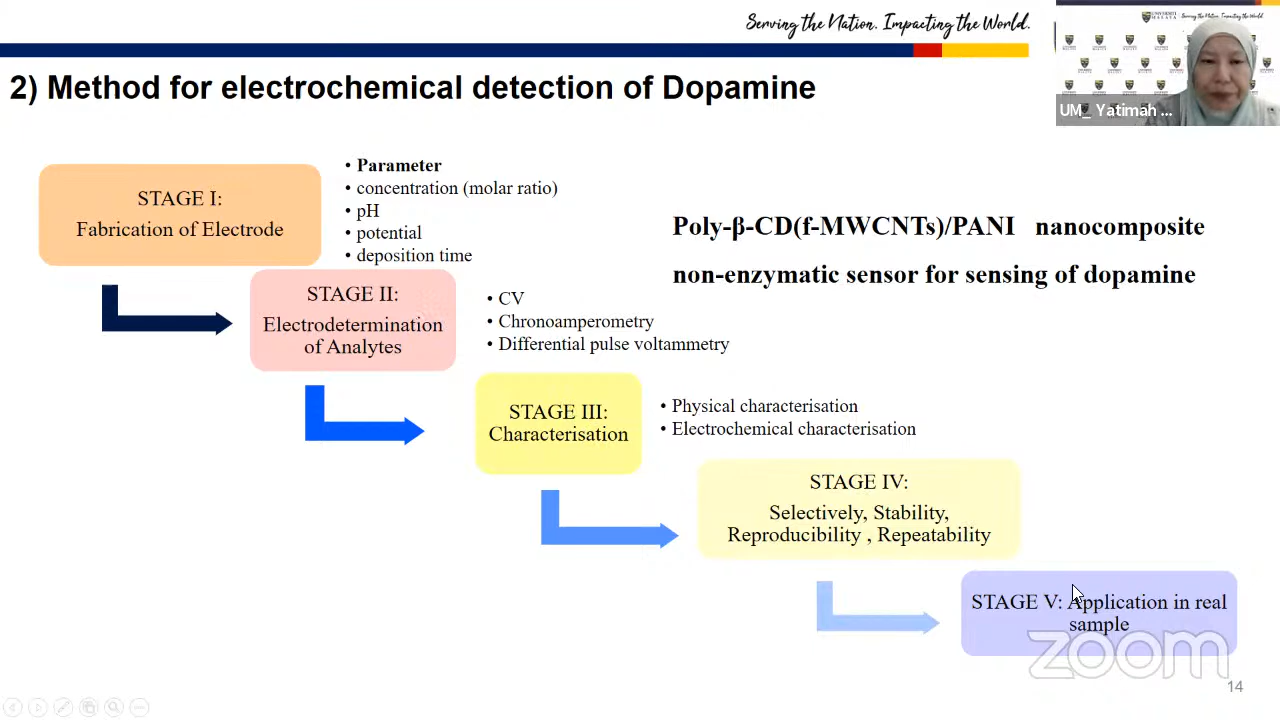 Serving the Nation. Impacting the World.
2) Method for electrochemical detection of Dopamine
UM_ Yatimah ...
STAGE I:
Fabrication of Electrode
• Parameter
• concentration (molar ratio)
• pH
• potential
• deposition time
Poly-β-CD(f-MWCNTs)/PANI nanocomposite
non-enzymatic sensor for sensing of dopamine
STAGE II:
Electrodetermination
of Analytes
• CV
• Chronoamperometry
• Differential pulse voltammetry
STAGE III:
Characterisation
• Physical characterisation
• Electrochemical characterisation
STAGE IV:
Selectively, Stability,
Reproducibility , Repeatability
STAGE V: Application in real
sample
zoom
14